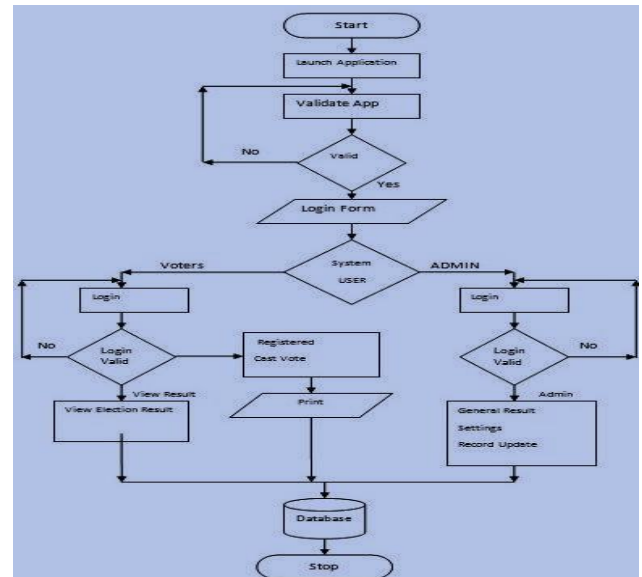 Start
Launch Application
Validate App
Valid
No
Yes
Login Form
System
USER
Voters
ADMIN
Login
Login
No
Login
Valid
Registered
Cast Vote
Login
Valid
No
View Result
View Election Result
Print
Admin
General Result
Settings
Record Update
Database
Stop